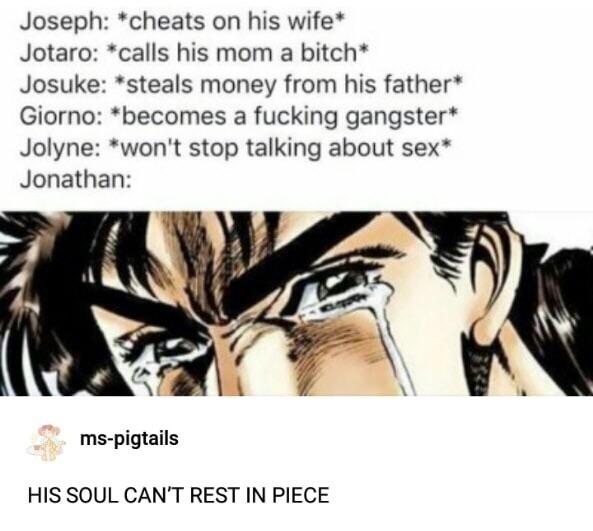 Joseph: *cheats on his wife*
Jotaro: *calls his mom a bitch*
Josuke: *steals money from his father*
Giorno: *becomes a fucking gangster*
Jolyne: *won't stop talking about sex*
Jonathan:
ms-pigtails
HIS SOUL CAN'T REST IN PIECE